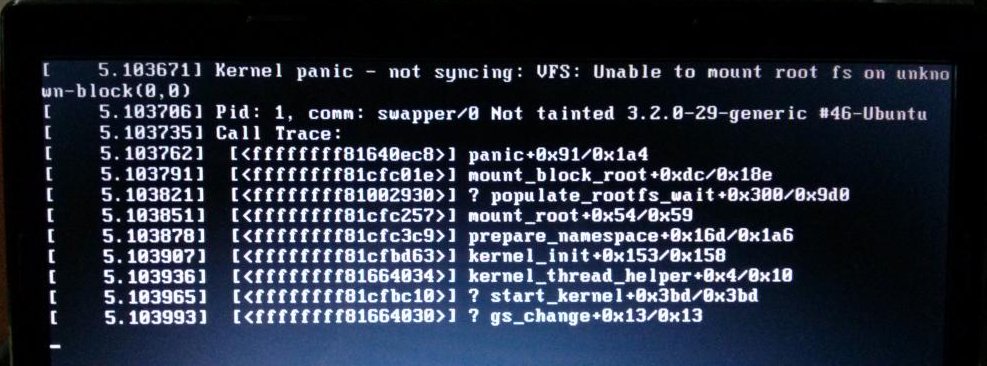 [    5.103671] Kernel panic - not syncing: VFS: Unable to mount root fs on unkno
wn-block(0,0)
[    5.103706] Pid: 1, comm: swapper/0 Not tainted 3.2.0-29-generic #46-Ubuntu
[    5.103735] Call Trace:
[    5.103762]  [<ffffffff81640ec8>] panic+0x91/0x1a4
[    5.103791]  [<ffffffff81cfc01e>] mount_block_root+0xdc/0x18e
[    5.103821]  [<ffffffff81002930>] ? populate_rootfs_wait+0x300/0x9d0
[    5.103851]  [<ffffffff81cfc257>] mount_root+0x54/0x59
[    5.103878]  [<ffffffff81cfc3c9>] prepare_namespace+0x16d/0x1a6
[    5.103907]  [<ffffffff81cfbd63>] kernel_init+0x153/0x158
[    5.103936]  [<ffffffff81664034>] kernel_thread_helper+0x4/0x10
[    5.103965]  [<ffffffff81cfbc10>] ? start_kernel+0x3bd/0x3bd
[    5.103993]  [<ffffffff81664030>] ? gs_change+0x13/0x13